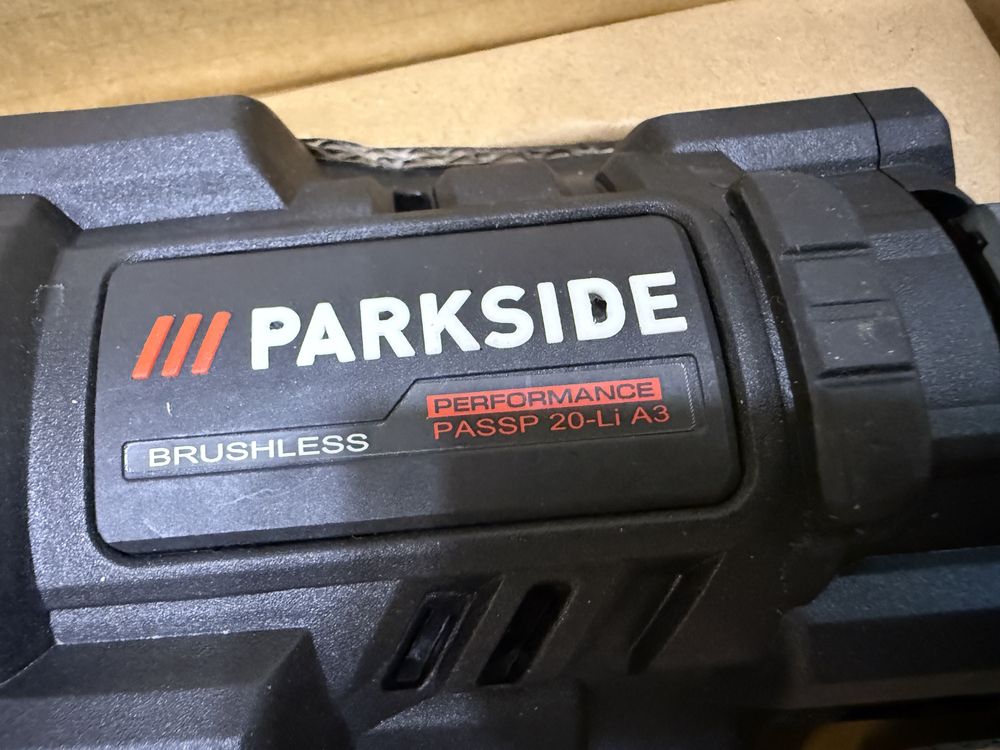 PARKSIDE
PERFORMANCE
PASSP 20-Li A3
BRUSHLESS